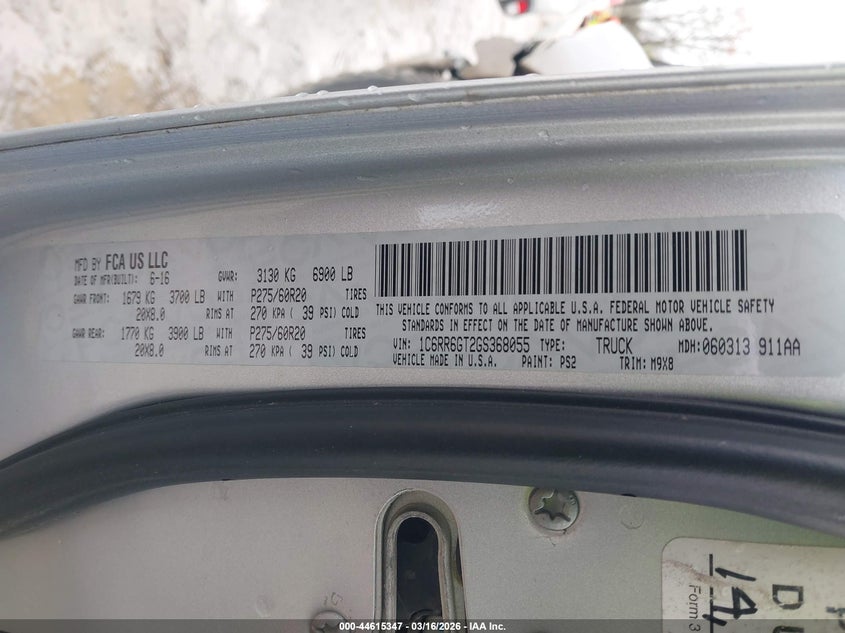 MFD BY FCA US LLC
DATE OF MFR(BUILT): 6-16 GVWR: 3130 KG 6900 LB
GAWR FRONT: 1679 KG 3700 LB WITH P275/60R20 TIRES
20X8.0 RIMS AT 270 KPA ( 39 PSI) COLD
GAWR REAR: 1770 KG 3900 LB WITH P275/60R20 TIRES
20X8.0 RIMS AT 270 KPA ( 39 PSI) COLD
THIS VEHICLE CONFORMS TO ALL APPLICABLE U.S.A. FEDERAL MOTOR VEHICLE SAFETY
STANDARDS IN EFFECT ON THE DATE OF MANUFACTURE SHOWN ABOVE.
VIN: 1C6RR6GT2GS368055 TYPE: TRUCK MDH:060313 911AA
VEHICLE MADE IN U.S.A. PAINT: PS2 TRIM: M9X8
14
D
Form 3
000-44615347 - 03/16/2026 - IAA Inc.